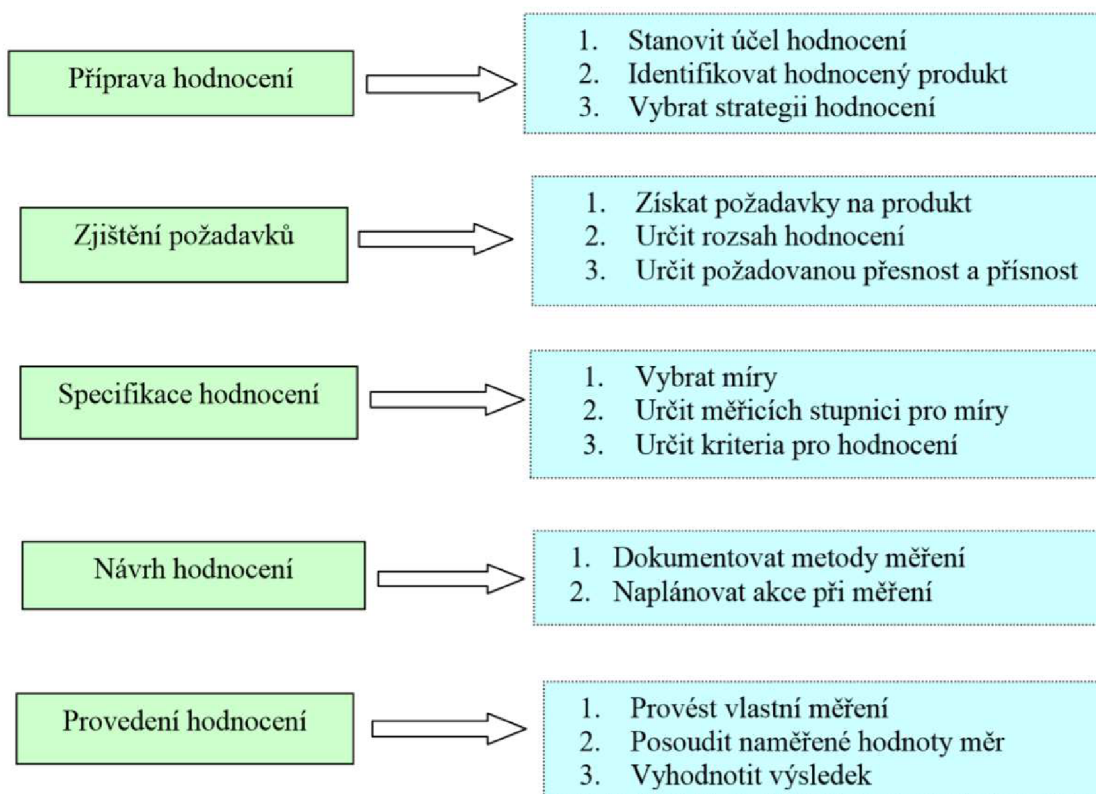 Příprava hodnocení
1. Stanovit účel hodnocení
2. Identifikovat hodnocený produkt
3. Vybrat strategii hodnocení
Zjištění požadavků
1. Získat požadavky na produkt
2. Určit rozsah hodnocení
3. Určit požadovanou přesnost a přísnost
Specifikace hodnocení
1. Vybrat míry
2. Určit měřicích stupnici pro míry
3. Určit kriteria pro hodnocení
Návrh hodnocení
1. Dokumentovat metody měření
2. Naplánovat akce při měření
Provedení hodnocení
1. Provést vlastní měření
2. Posoudit naměřené hodnoty měr
3. Vyhodnotit výsledek